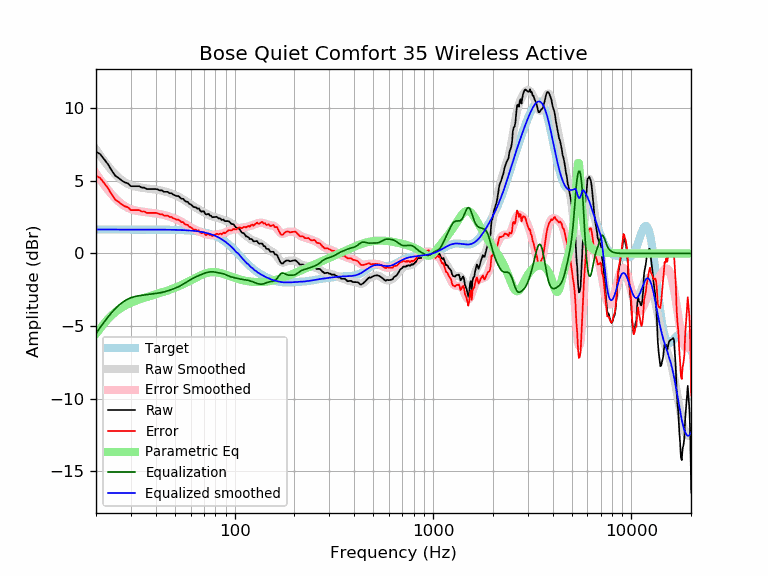 Bose Quiet Comfort 35 Wireless Active
Amplitude (dBr)
10
5
0
−5
−10
−15
Target
Raw Smoothed
Error Smoothed
Raw
Error
Parametric Eq
Equalization
Equalized smoothed
100
1000
10000
Frequency (Hz)